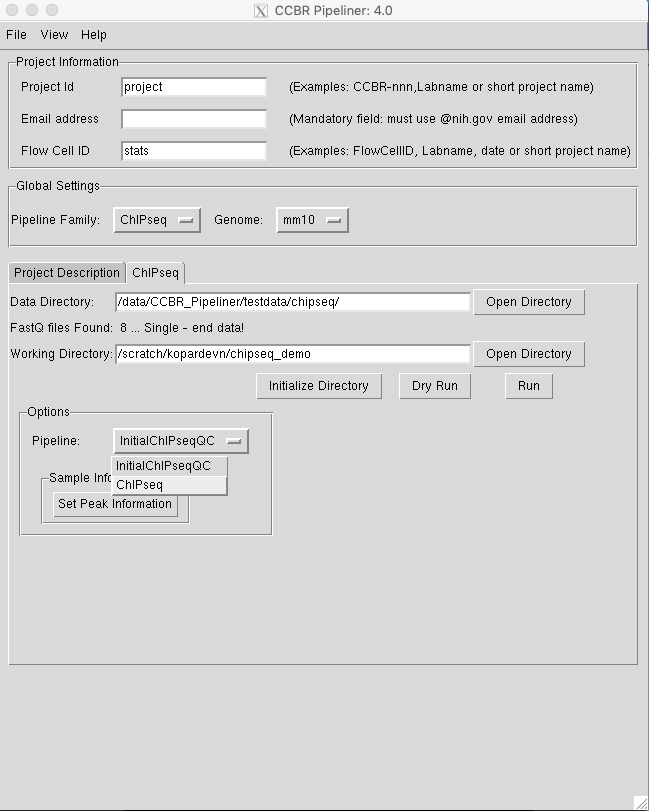 CCBR Pipeliner: 4.0
File View Help
Project Information
Project Id project (Examples: CCBR-nnn,Labname or short project name)
Email address (Mandatory field: must use @nih.gov email address)
Flow Cell ID stats (Examples: FlowCellID, Labname, date or short project name)
Global Settings
Pipeline Family: ChIPseq Genome: mm10
Project Description ChIPseq
Data Directory: /data/CCBR_Pipeliner/testdata/chipseq/ Open Directory
FastQ files Found: 8 ... Single - end data!
Working Directory: /scratch/kopardevn/chipseq_demo Open Directory
Initialize Directory Dry Run Run
Options
Pipeline: InitialChIPseqQC
InitialChIPseqQC
Sample Info
ChIPseq
Set Peak Information